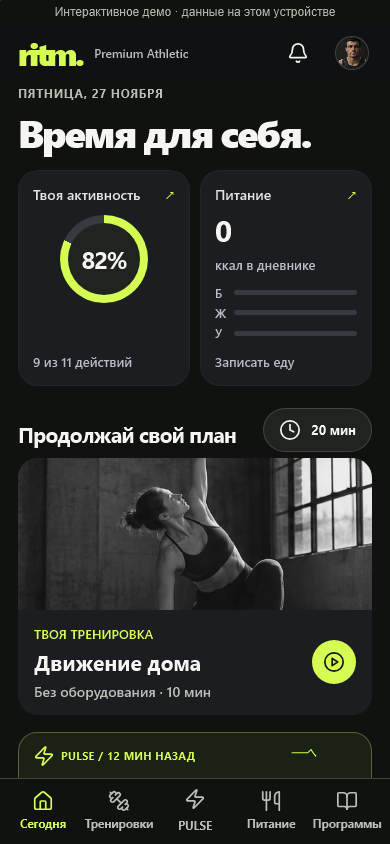 Интерактивное демо · данные на этом устройстве
ritm. Premium Athletic
ПЯТНИЦА, 27 НОЯБРЯ
Время для себя.
Твоя активность ↗
82%
9 из 11 действий
Питание ↗
0
ккал в дневнике
Б
Ж
У
Записать еду
Продолжай свой план
20 мин
ТВОЯ ТРЕНИРОВКА
Движение дома
Без оборудования · 10 мин
PULSE / 12 МИН НАЗАД
Сегодня
Тренировки
PULSE
Питание
Программы